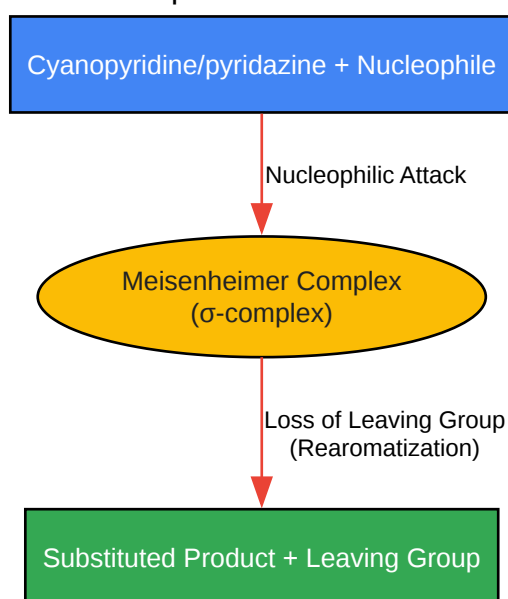 Cyanopyridine/pyridazine + Nucleophile
Nucleophilic Attack
Meisenheimer Complex
(σ-complex)
Loss of Leaving Group
(Rearomatization)
Substituted Product + Leaving Group